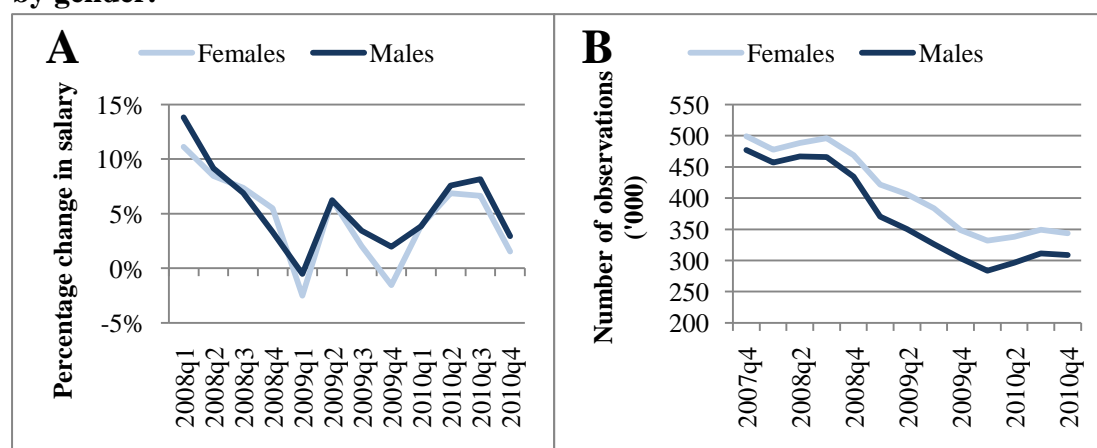 by gender.
A
Females Males
Percentage change in salary
15%
10%
5%
0%
-5%
2008q1
2008q2
2008q3
2008q4
2009q1
2009q2
2009q3
2009q4
2010q1
2010q2
2010q3
2010q4
B
Females Males
Number of observations
('000)
550
500
450
400
350
300
250
200
2007q4
2008q2
2008q4
2009q2
2009q4
2010q2
2010q4